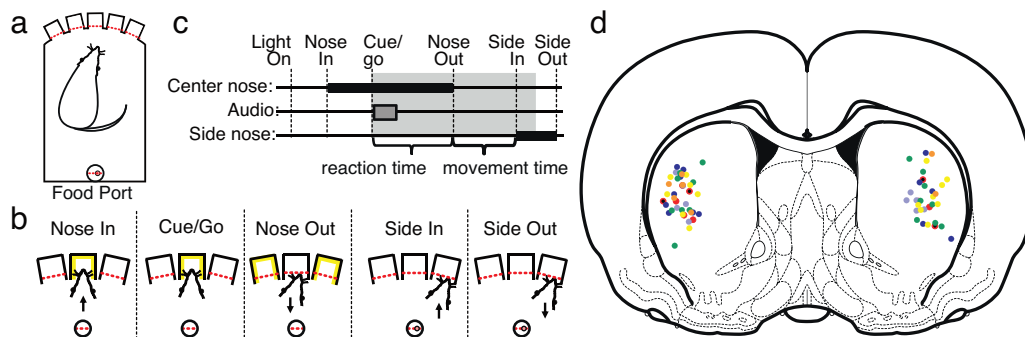 a
Food Port
c
Light On
Nose In
Cue/ go
Nose Out
Side In
Side Out
Center nose:
Audio:
Side nose:
reaction time
movement time
b
Nose In
Cue/Go
Nose Out
Side In
Side Out
d